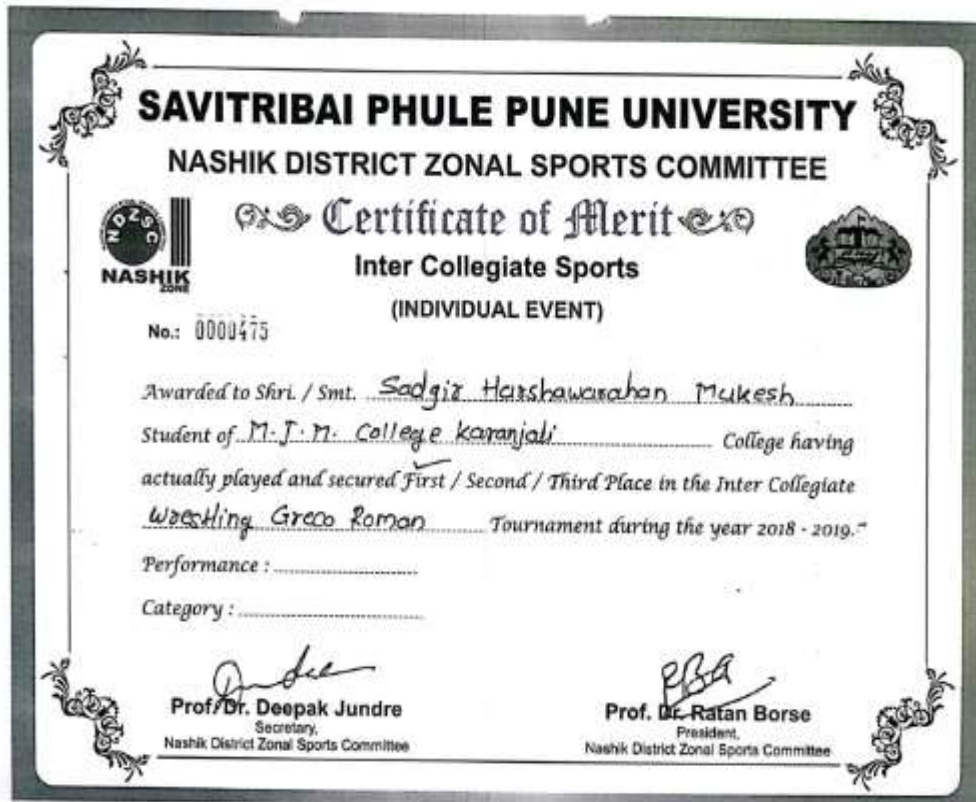 SAVITRIBAI PHULE PUNE UNIVERSITY
NASHIK DISTRICT ZONAL SPORTS COMMITTEE
Certificate of Merit
NDZSC
NASHIK
ZONE
Inter Collegiate Sports
(INDIVIDUAL EVENT)
No.: 0000475
Awarded to Shri. / Smt. Sadgir Harshawarahan Mukesh
Student of M.J.M. College Karanjali College having
actually played and secured First / Second / Third Place in the Inter Collegiate
Wrestling Greco Roman Tournament during the year 2018 - 2019.
Performance :
Category :
Prof. Dr. Deepak Jundre
Secretary,
Nashik District Zonal Sports Committee
Prof. Dr. Ratan Borse
President,
Nashik District Zonal Sports Committee